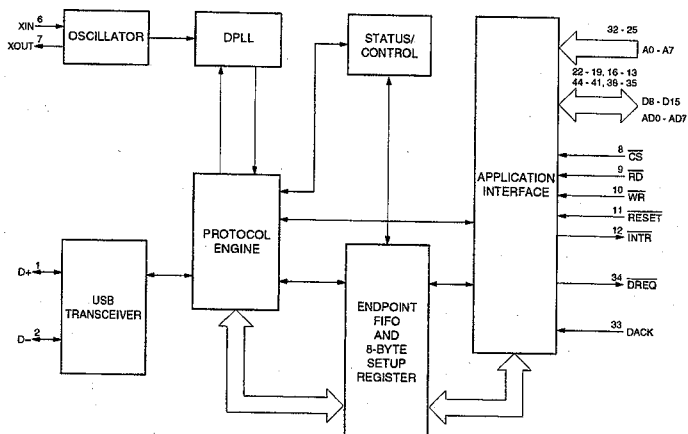 XIN 6
XOUT 7
OSCILLATOR
DPLL
STATUS/
CONTROL
32 - 25
A0 - A7
22 - 19, 16 - 13
44 - 41, 38 - 35
D8 - D15
AD0 - AD7
8 CS
9 RD
10 WR
11 RESET
12 INTR
34 DREQ
33 DACK
APPLICATION
INTERFACE
PROTOCOL
ENGINE
D+ 1
D- 2
USB
TRANSCEIVER
ENDPOINT
FIFO
AND
8-BYTE
SETUP
REGISTER